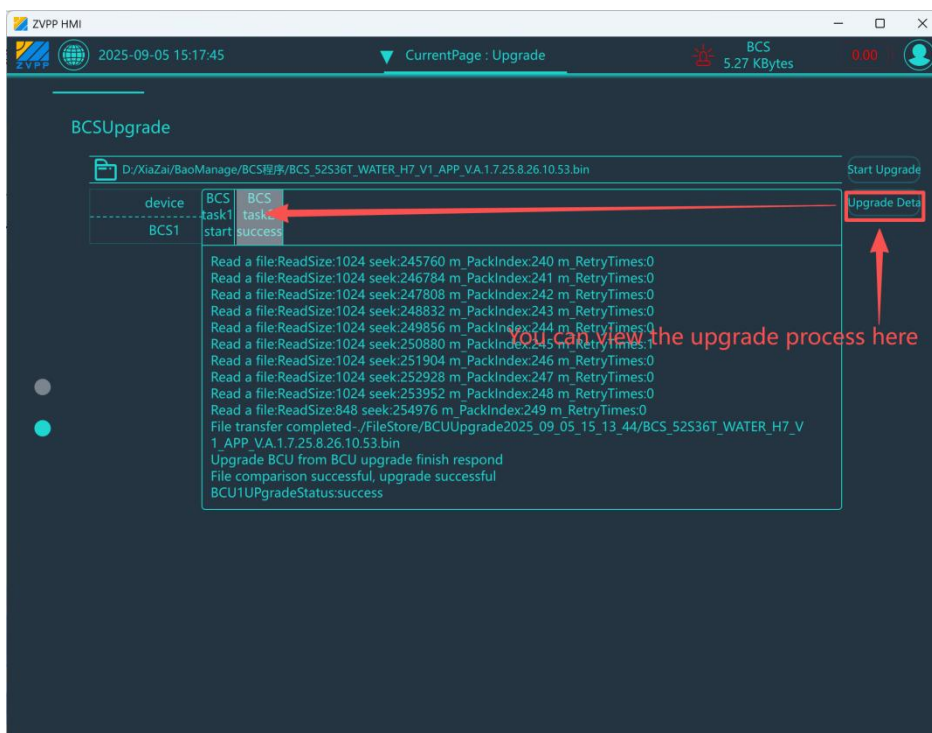 ZVPP HMI
ZVPP
2025-09-05 15:17:45
CurrentPage : Upgrade
BCS
5.27 KBytes
0.00
BCSUpgrade
D:/XiaZai/BaoManage/BCS程序/BCS_52S36T_WATER_H7_V1_APP_V.A.1.7.25.8.26.10.53.bin
Start Upgrade
device
BCS task1 start
BCS task2 success
Upgrade Deta
BCS1
Read a file:ReadSize:1024 seek:245760 m_PackIndex:240 m_RetryTimes:0
Read a file:ReadSize:1024 seek:246784 m_PackIndex:241 m_RetryTimes:0
Read a file:ReadSize:1024 seek:247808 m_PackIndex:242 m_RetryTimes:0
Read a file:ReadSize:1024 seek:248832 m_PackIndex:243 m_RetryTimes:0
Read a file:ReadSize:1024 seek:249856 m_PackIndex:244 m_RetryTimes:0
Read a file:ReadSize:1024 seek:250880 m_PackIndex:245 m_RetryTimes:1
You can view the upgrade process here
Read a file:ReadSize:1024 seek:251904 m_PackIndex:246 m_RetryTimes:0
Read a file:ReadSize:1024 seek:252928 m_PackIndex:247 m_RetryTimes:0
Read a file:ReadSize:1024 seek:253952 m_PackIndex:248 m_RetryTimes:0
Read a file:ReadSize:848 seek:254976 m_PackIndex:249 m_RetryTimes:0
File transfer completed-./FileStore/BCUUpgrade2025_09_05_15_13_44/BCS_52S36T_WATER_H7_V
1_APP_V.A.1.7.25.8.26.10.53.bin
Upgrade BCU from BCU upgrade finish respond
File comparison successful, upgrade successful
BCU1UPgradeStatus:success